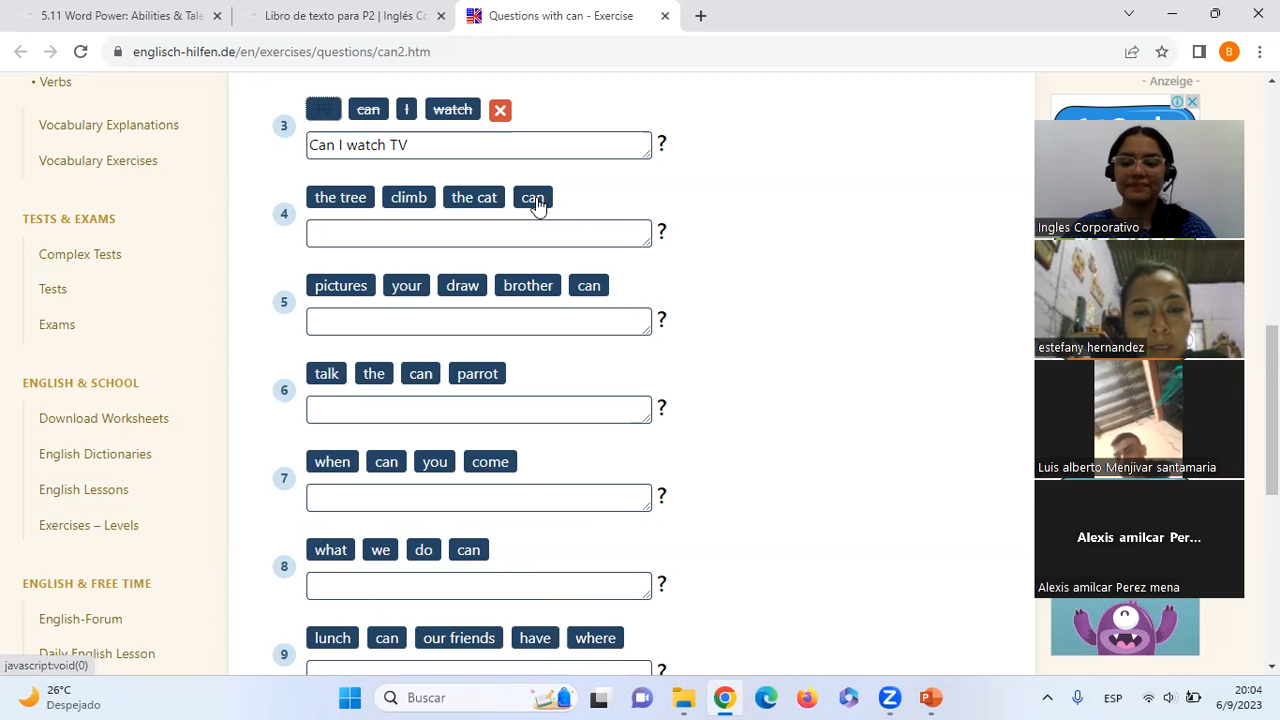 5.11 Word Power: Abilities & Tale
Libro de texto para P2 | Inglés Co
Questions with can - Exercise
englisch-hilfen.de/en/exercises/questions/can2.htm
B
• Verbs
Vocabulary Explanations
Vocabulary Exercises
TESTS & EXAMS
Complex Tests
Tests
Exams
ENGLISH & SCHOOL
Download Worksheets
English Dictionaries
English Lessons
Exercises – Levels
ENGLISH & FREE TIME
English-Forum
Daily English Lesson
javascript:void(0)
3
TV can I watch
Can I watch TV ?
4
the tree climb the cat can
?
5
pictures your draw brother can
?
6
talk the can parrot
?
7
when can you come
?
8
what we do can
?
9
lunch can our friends have where
?
- Anzeige -
Ingles Corporativo
estefany hernandez
Luis alberto Menjivar santamaria
Alexis amilcar Per...
Alexis amilcar Perez mena
26°C
Despejado
Buscar
ESP
20:04
6/9/2023